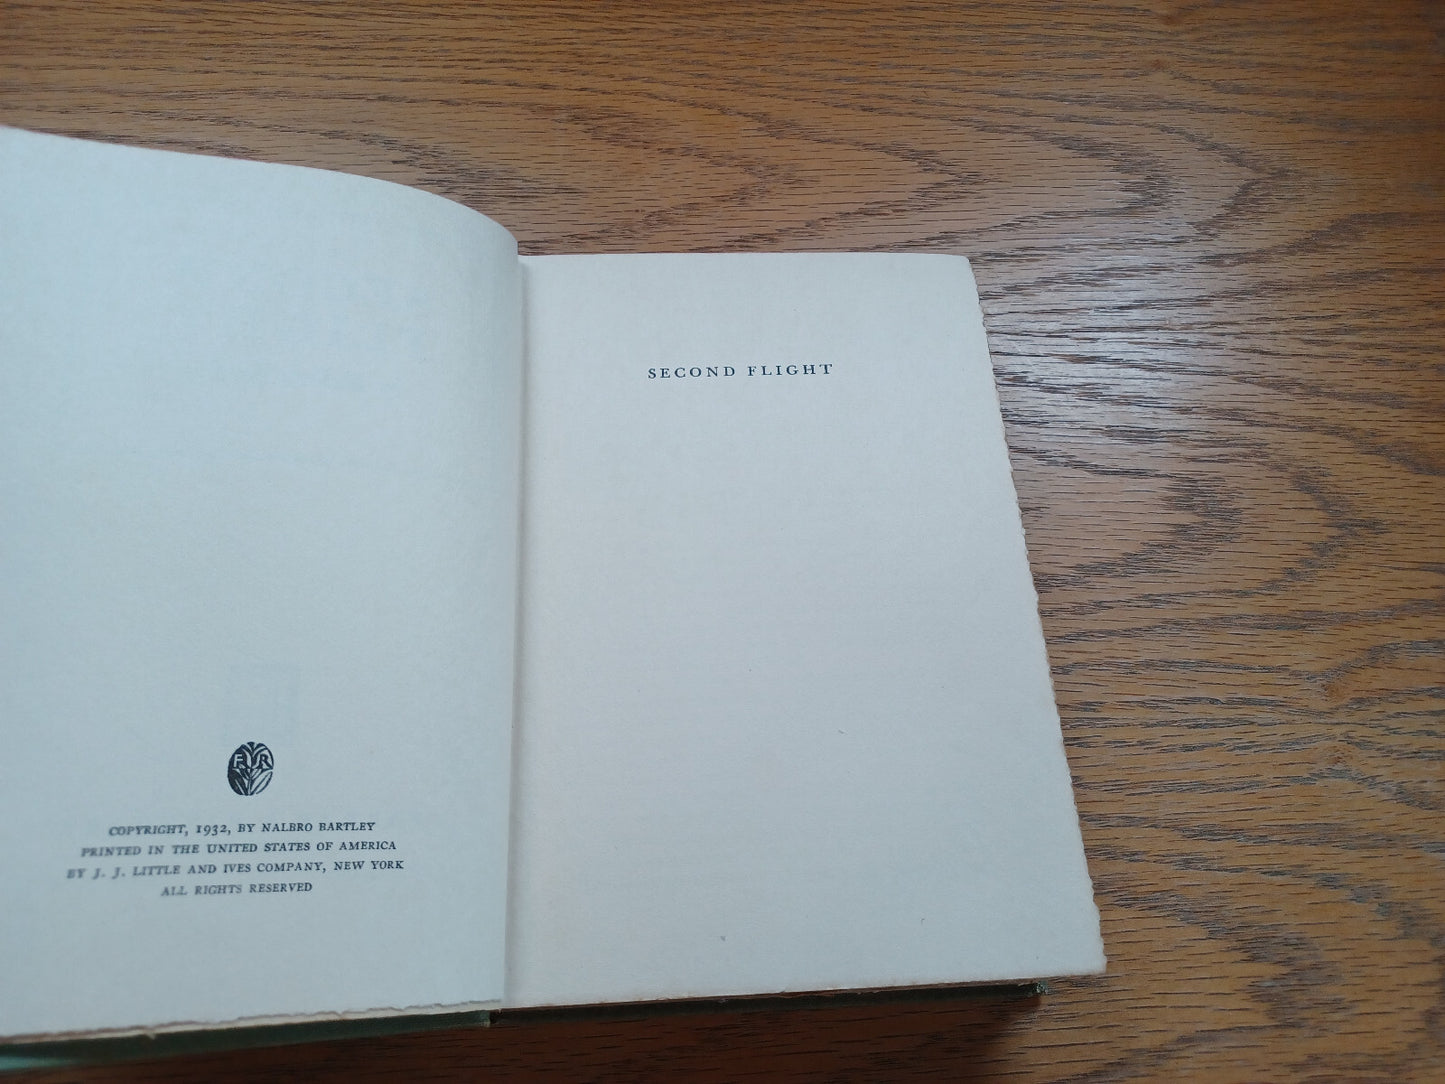 F R
COPYRIGHT, 1932, BY NALBRO BARTLEY
PRINTED IN THE UNITED STATES OF AMERICA
BY J. J. LITTLE AND IVES COMPANY, NEW YORK
ALL RIGHTS RESERVED
SECOND FLIGHT